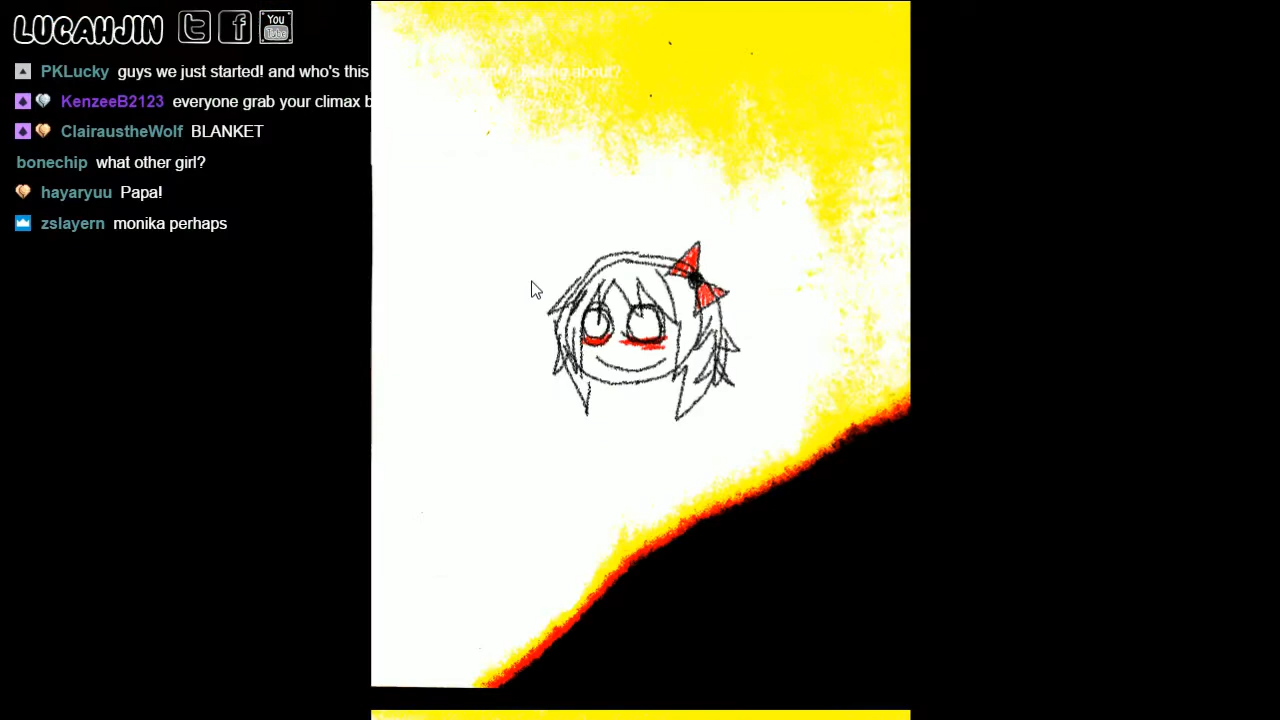 LUCAHJIN You Tube
PKLucky guys we just started! and who's this about?
KenzeeB2123 everyone grab your climax b
ClairaustheWolf BLANKET
bonechip what other girl?
hayaryuu Papa!
zslayern monika perhaps